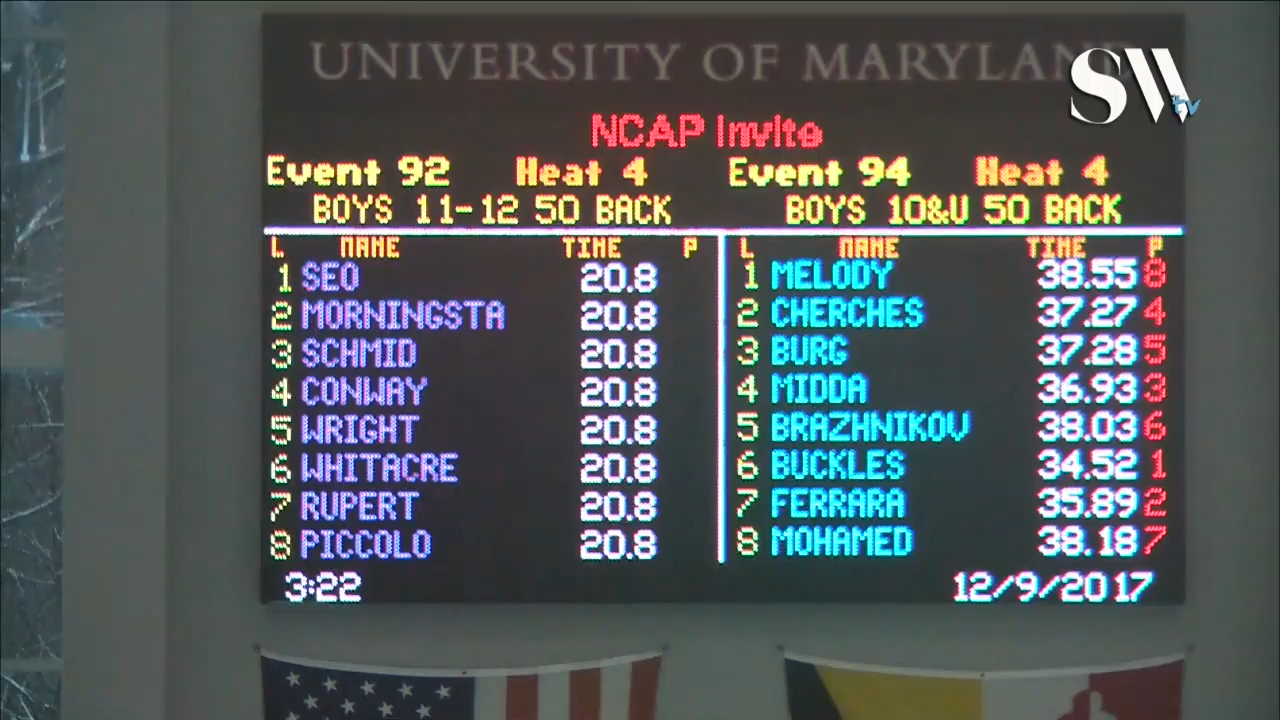 UNIVERSITY OF MARYLAND
SW
tv
NCAP Invite
Event 92 Heat 4 Event 94 Heat 4
BOYS 11-12 50 BACK BOYS 10&U 50 BACK
L NAME TIME P L NAME TIME P
1 SEO 20.8 1 MELODY 38.55 8
2 MORNINGSTA 20.8 2 CHERCHES 37.27 4
3 SCHMID 20.8 3 BURG 37.28 5
4 CONWAY 20.8 4 MIDDA 36.93 3
5 WRIGHT 20.8 5 BRAZHNIKOV 38.03 6
6 WHITACRE 20.8 6 BUCKLES 34.52 1
7 RUPERT 20.8 7 FERRARA 35.89 2
8 PICCOLO 20.8 8 MOHAMED 38.18 7
3:22 12/9/2017